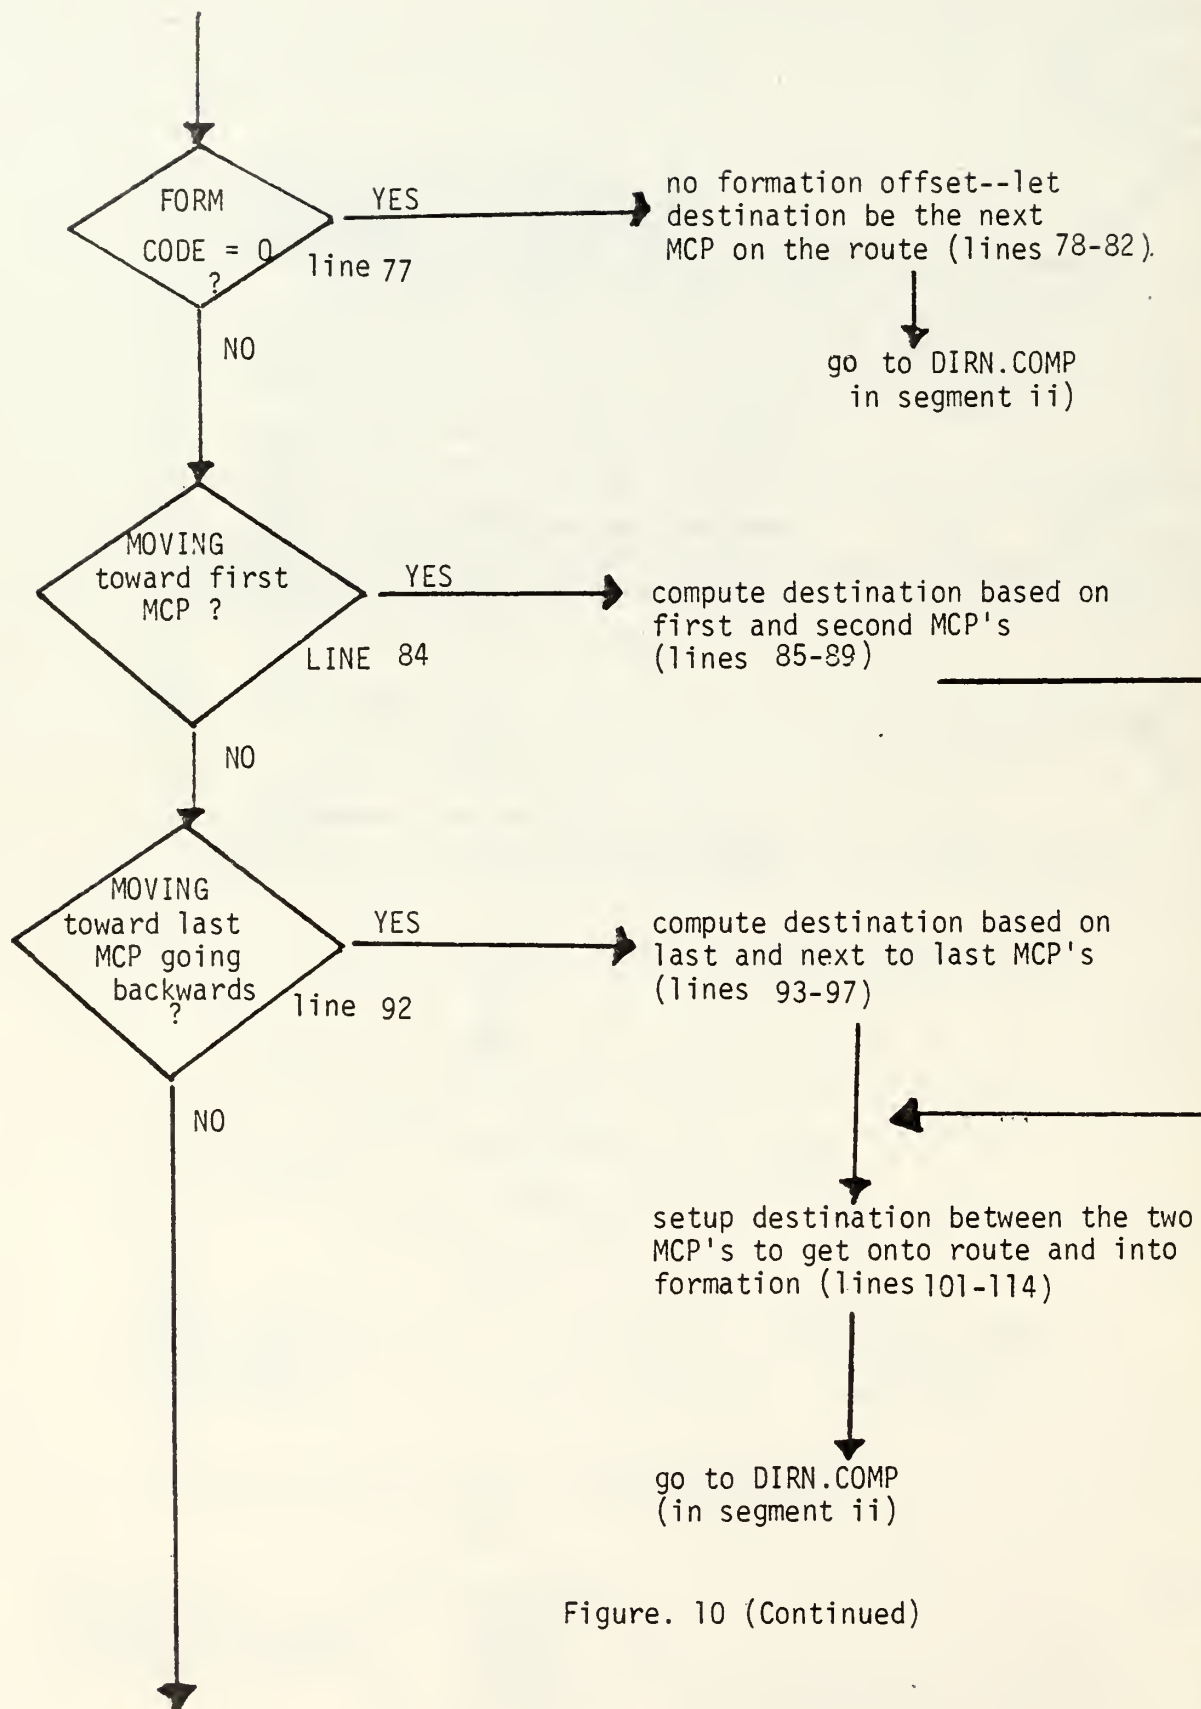 FORM
CODE = 0
?
line 77
YES
no formation offset--let
destination be the next
MCP on the route (lines 78-82).
go to DIRN.COMP
in segment ii)
NO
MOVING
toward first
MCP ?
LINE 84
YES
compute destination based on
first and second MCP's
(lines 85-89)
NO
MOVING
toward last
MCP going
backwards
?
line 92
YES
compute destination based on
last and next to last MCP's
(lines 93-97)
NO
setup destination between the two
MCP's to get onto route and into
formation (lines 101-114)
go to DIRN.COMP
(in segment ii)
Figure. 10 (Continued)